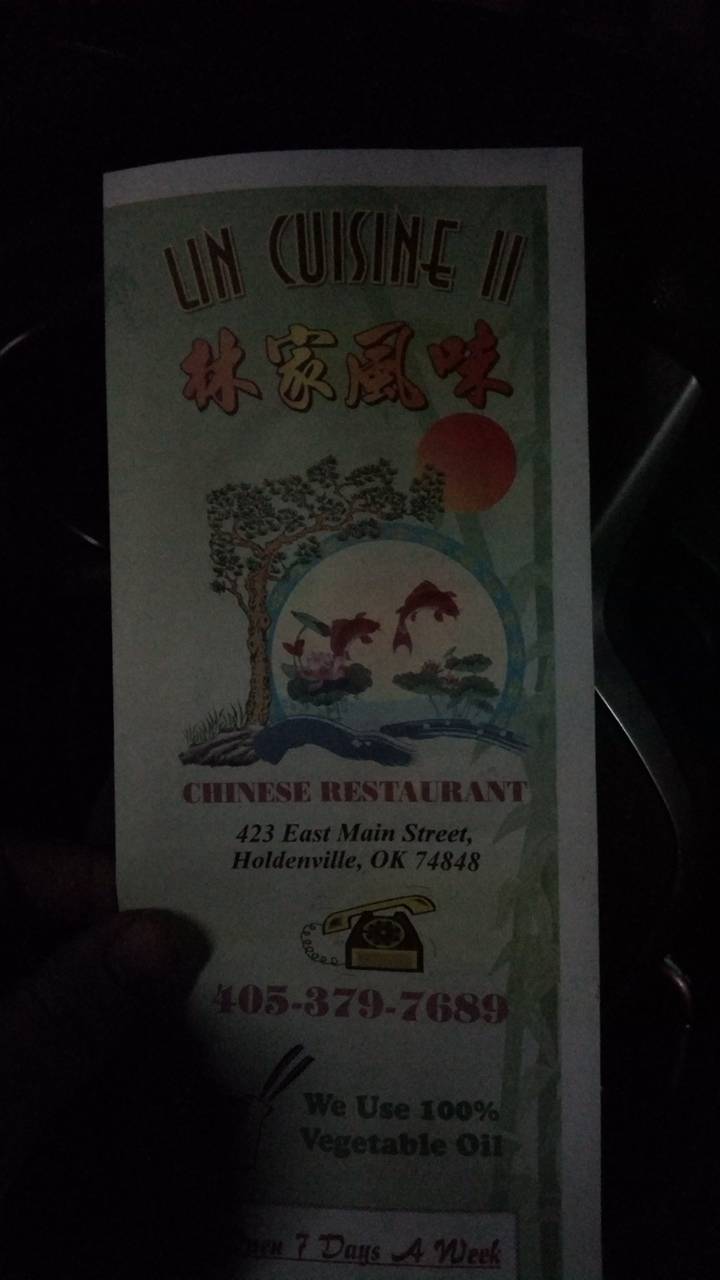 LIN CUISINE II
林家風味
CHINESE RESTAURANT
423 East Main Street,
Holdenville, OK 74848
405-379-7689
We Use 100%
Vegetable Oil
7 Days A Week